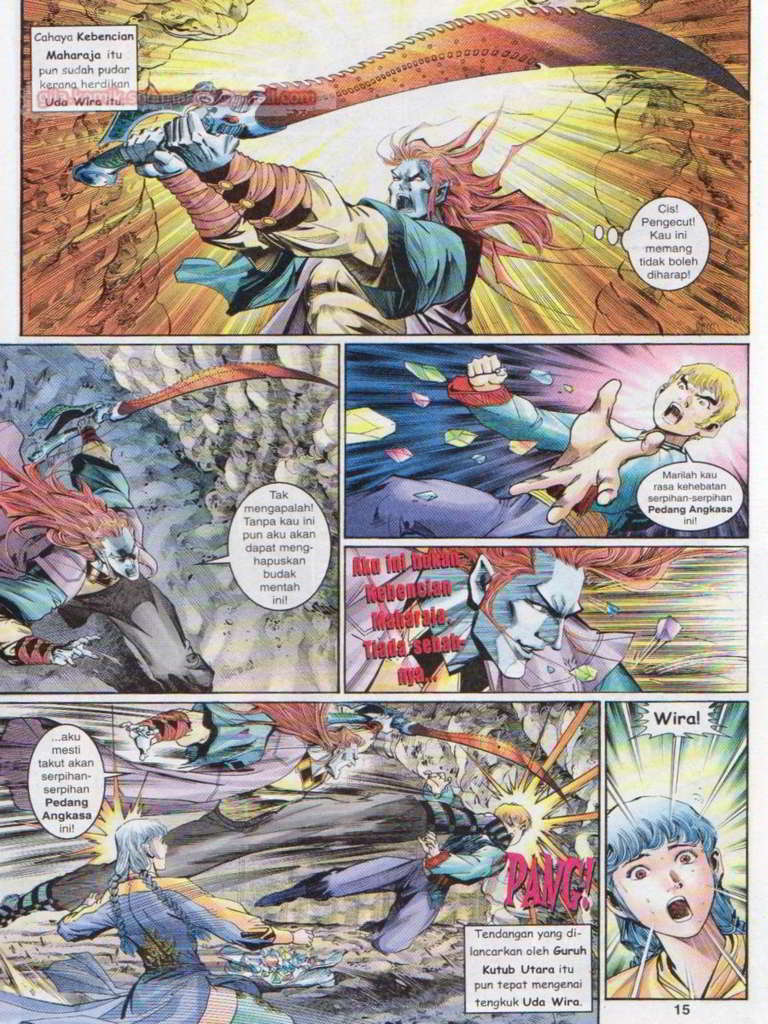 Cahaya Kebencian
Maharaja itu
pun sudah pudar
kerana herdikan
Uda Wira itu.
Cis!
Pengecut!
Kau ini
memang
tidak boleh
diharap!
Tak
mengapalah!
Tanpa kau ini
pun aku akan
dapat meng-
hapuskan
budak
mentah
ini!
Marilah kau
rasa kehebatan
serpihan-serpihan
Pedang Angkasa
ini!
Aku ini bukan
Kebencian
Maharaja.
Tiada sebab-
nya...
...aku
mesti
takut akan
serpihan-
serpihan
Pedang
Angkasa
ini!
PANG!
Tendangan yang di-
lancarkan oleh Guruh
Kutub Utara itu
pun tepat mengenai
tengkuk Uda Wira.
Wira!
15